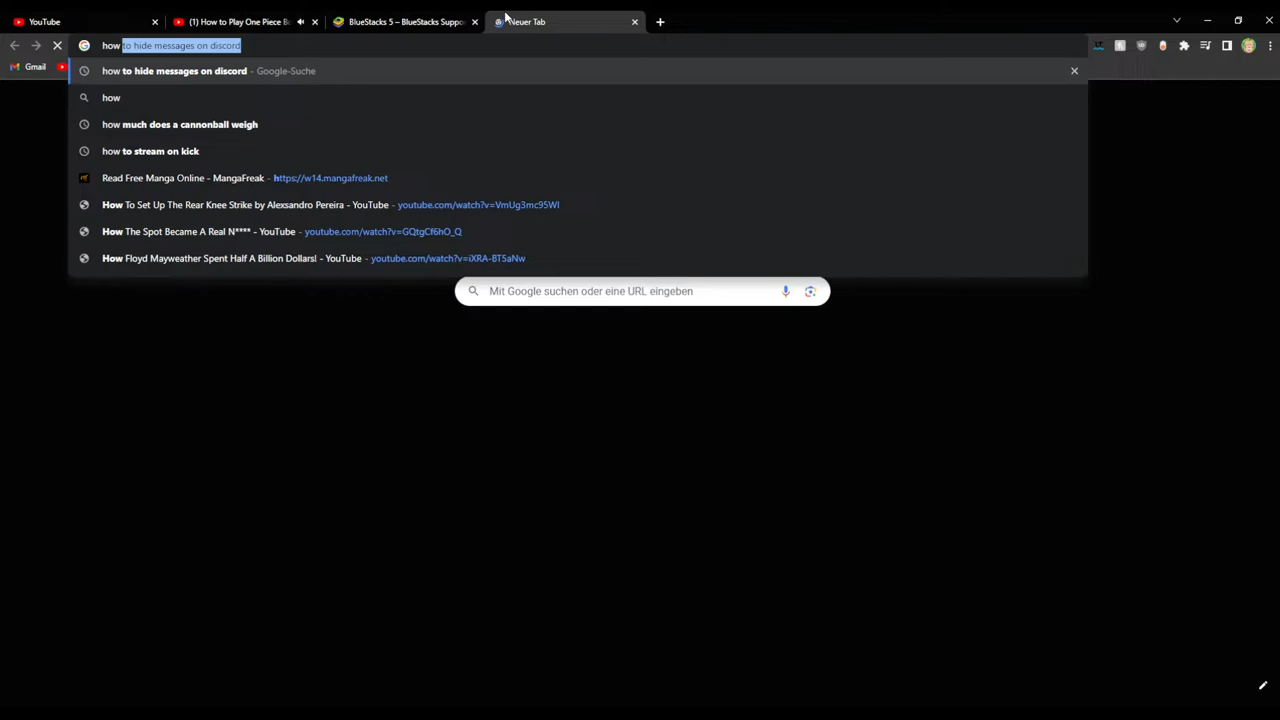 YouTube
(1) How to Play One Piece B
BlueStacks 5 – BlueStacks Suppo
Neuer Tab
how to hide messages on discord
Gmail
how to hide messages on discord - Google-Suche
how
how much does a cannonball weigh
how to stream on kick
Read Free Manga Online - MangaFreak - https://w14.mangafreak.net
How To Set Up The Rear Knee Strike by Alexsandro Pereira - YouTube - youtube.com/watch?v=VmUg3mc95WI
How The Spot Became A Real N**** - YouTube - youtube.com/watch?v=GQtgCf6hO_Q
How Floyd Mayweather Spent Half A Billion Dollars! - YouTube - youtube.com/watch?v=iXRA-BT5aNw
Mit Google suchen oder eine URL eingeben